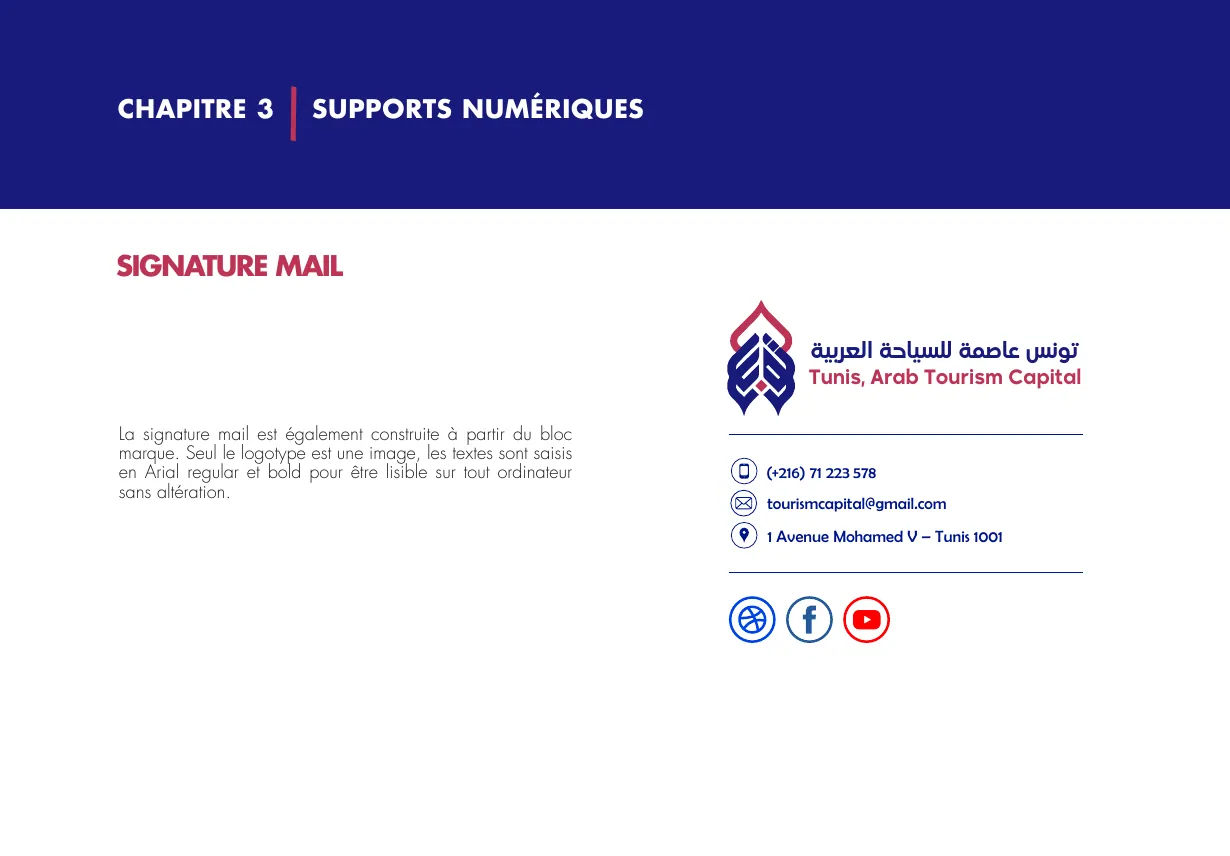 CHAPITRE 3 | SUPPORTS NUMÉRIQUES
SIGNATURE MAIL
La signature mail est également construite à partir du bloc
marque. Seul le logotype est une image, les textes sont saisis
en Arial regular et bold pour être lisible sur tout ordinateur
sans altération.
تونس عاصمة للسياحة العربية
Tunis, Arab Tourism Capital
(+216) 71 223 578
tourismcapital@gmail.com
1 Avenue Mohamed V – Tunis 1001